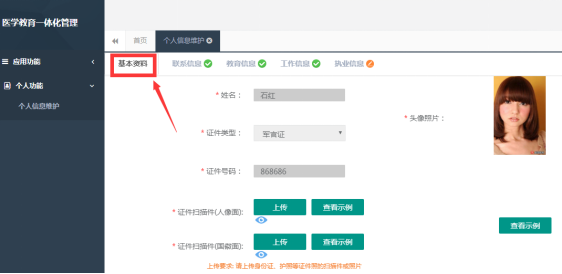 医学教育一体化管理
首页
个人信息维护
应用功能
个人功能
个人信息维护
基本资料
联系信息
教育信息
工作信息
执业信息
* 姓名：
石红
* 头像照片：
* 证件类型：
军官证
* 证件号码：
868686
* 证件扫描件(人像面):
上传
查看示例
查看示例
* 证件扫描件(国徽面):
上传
查看示例
上传要求: 请上传身份证、护照等证件照的扫描件或照片